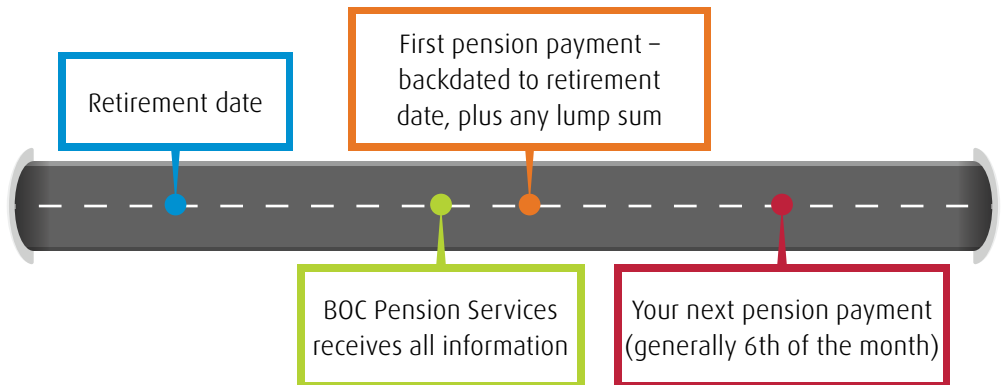 Retirement date
First pension payment –
backdated to retirement
date, plus any lump sum
BOC Pension Services
receives all information
Your next pension payment
(generally 6th of the month)